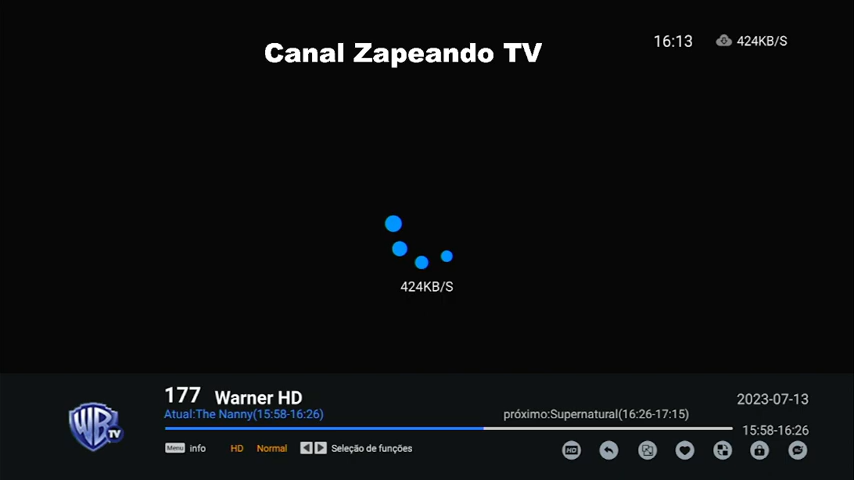 Canal Zapeando TV
16:13
424KB/S
424KB/S
177 Warner HD
2023-07-13
Atual:The Nanny(15:58-16:26)
próximo:Supernatural(16:26-17:15)
15:58-16:26
WB TV
Menu info HD Normal Seleção de funções
HD